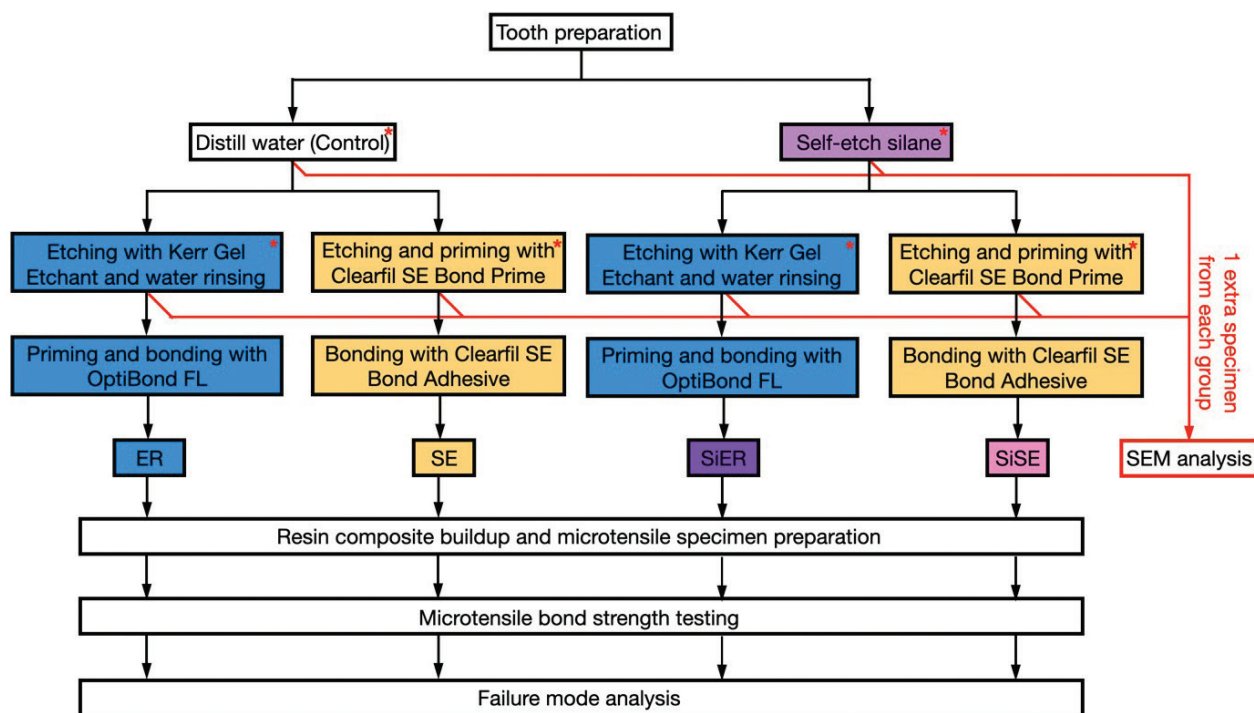 Tooth preparation
Distill water (Control)*
Self-etch silane*
Etching with Kerr Gel*
Etchant and water rinsing
Etching and priming with*
Clearfil SE Bond Prime
Etching with Kerr Gel*
Etchant and water rinsing
Etching and priming with*
Clearfil SE Bond Prime
1 extra specimen
from each group
Priming and bonding with
OptiBond FL
Bonding with Clearfil SE
Bond Adhesive
Priming and bonding with
OptiBond FL
Bonding with Clearfil SE
Bond Adhesive
ER
SE
SiER
SiSE
SEM analysis
Resin composite buildup and microtensile specimen preparation
Microtensile bond strength testing
Failure mode analysis